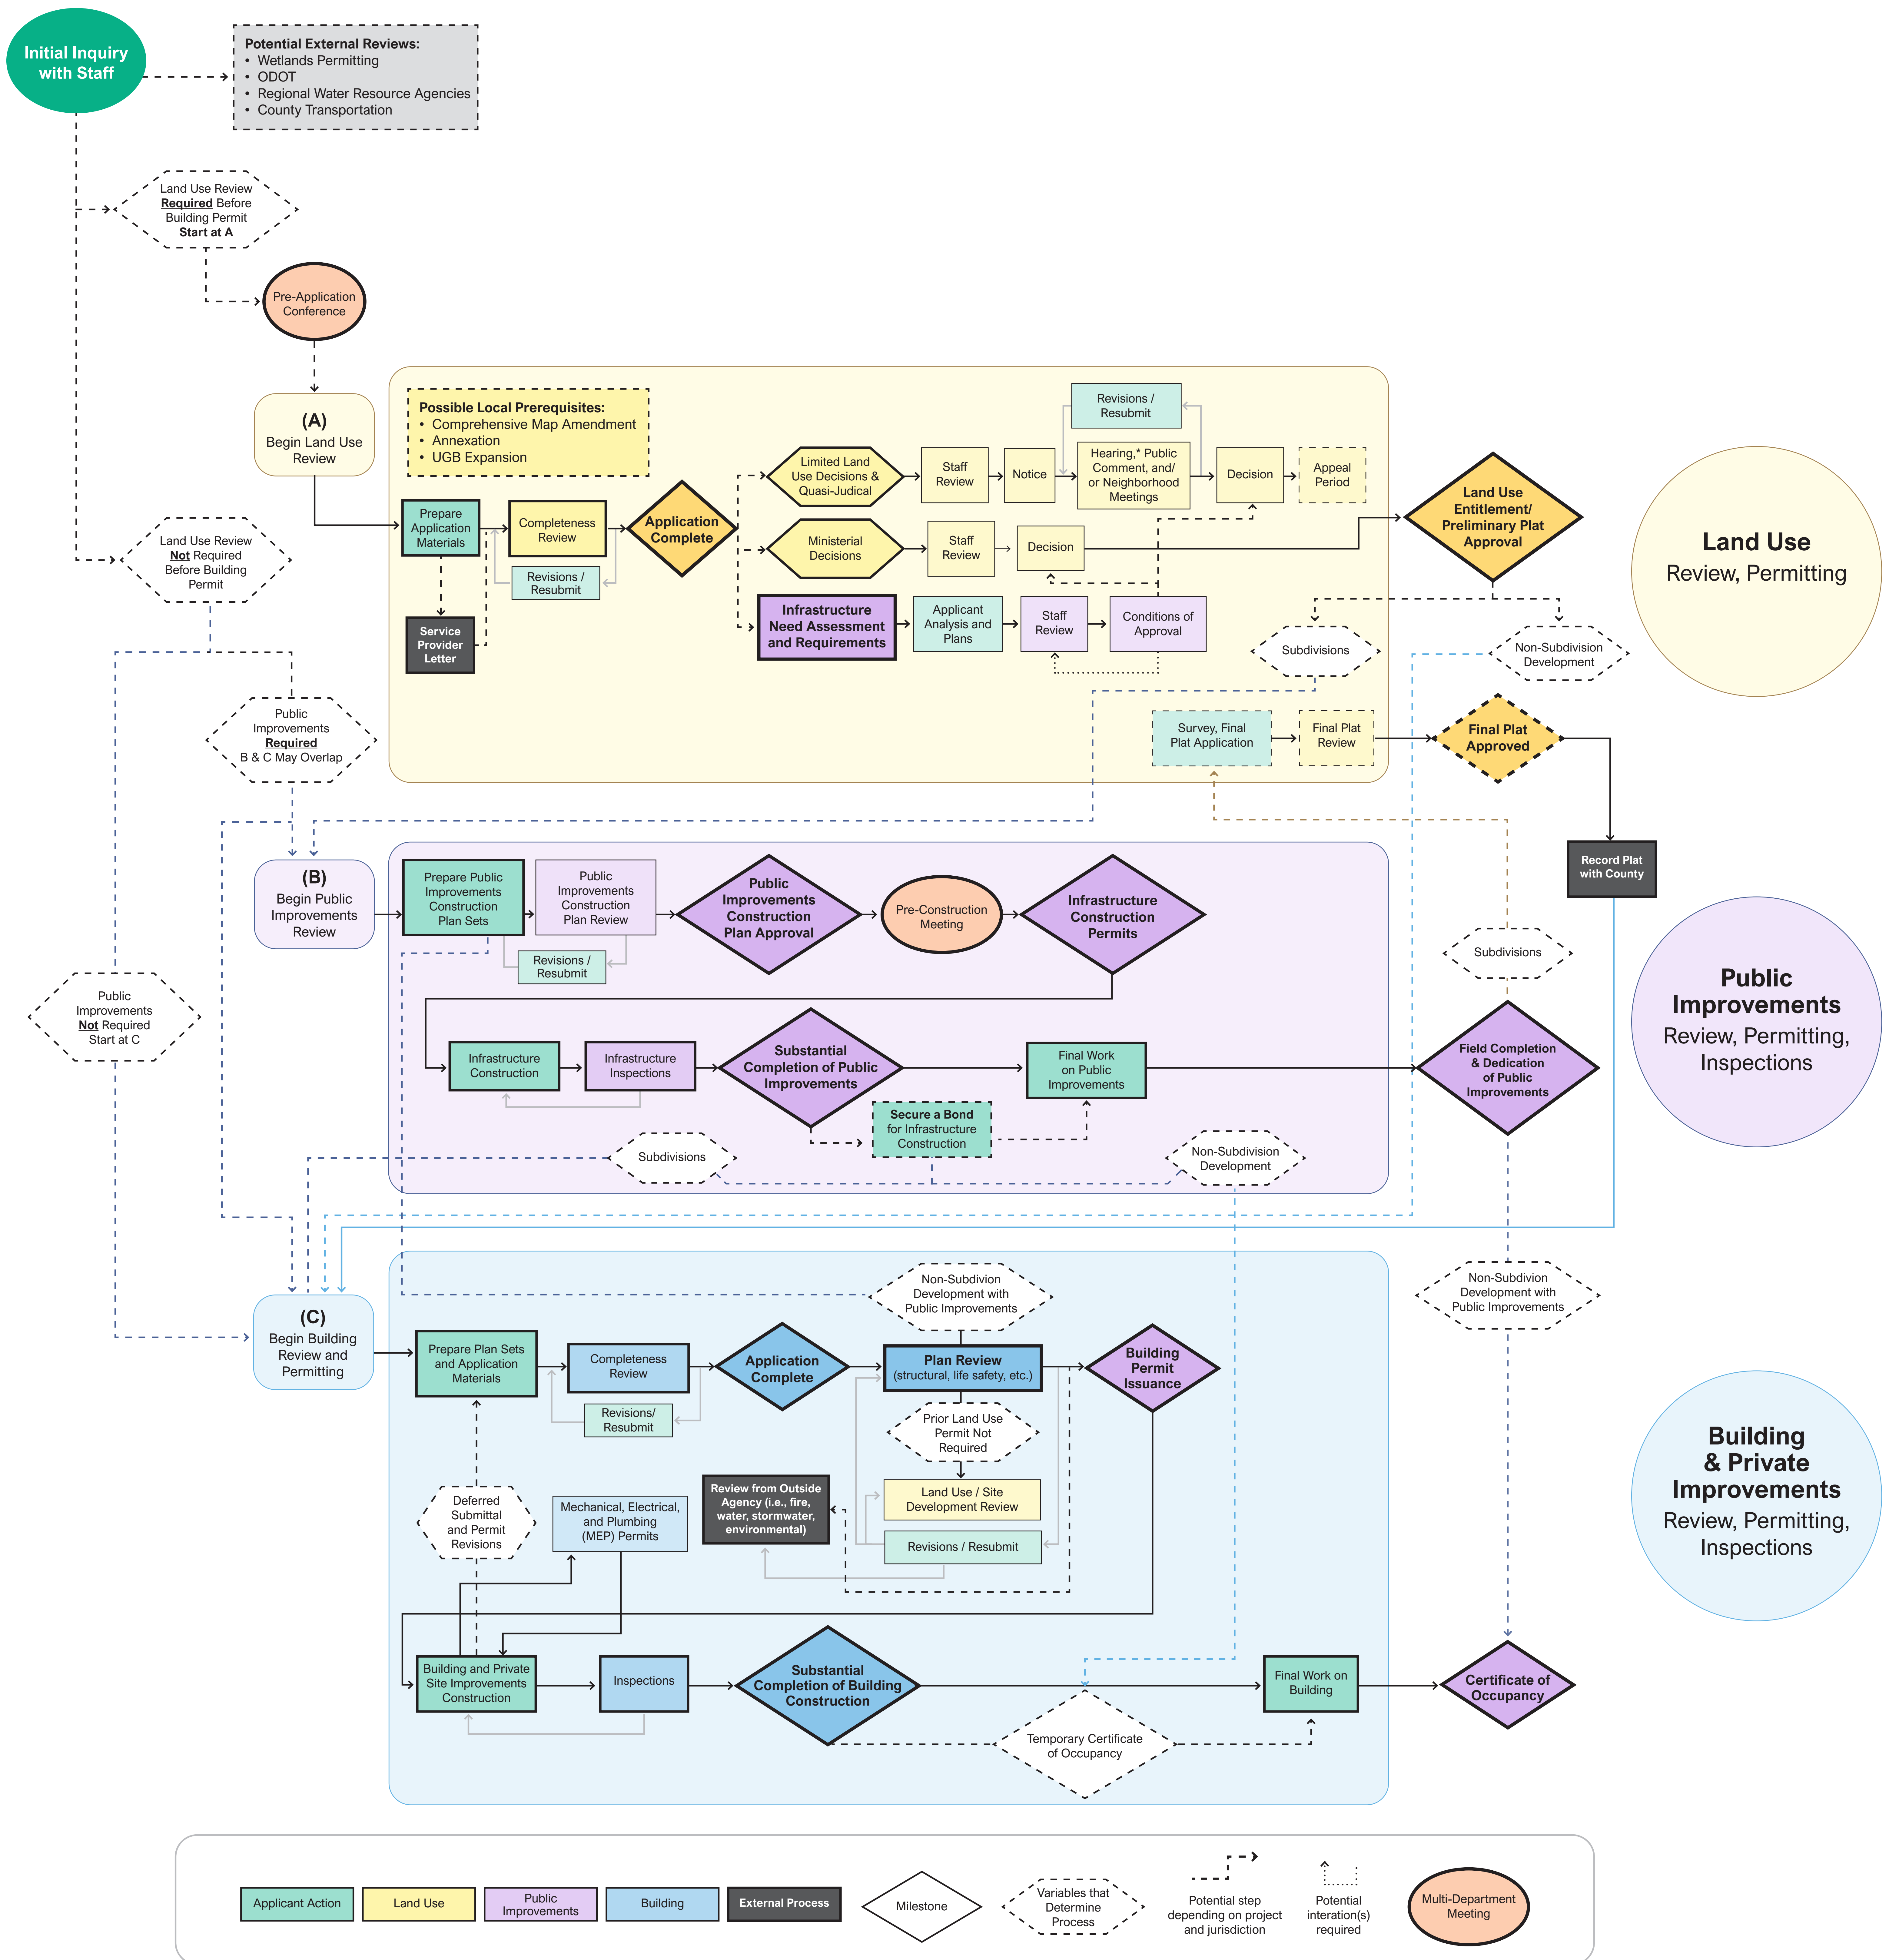 Initial Inquiry
with Staff
Potential External Reviews:
• Wetlands Permitting
• ODOT
• Regional Water Resource Agencies
• County Transportation
Land Use Review
Required Before
Building Permit
Start at A
Pre-Application
Conference
(A)
Begin Land Use
Review
Possible Local Prerequisites:
• Comprehensive Map Amendment
• Annexation
• UGB Expansion
Prepare
Application
Materials
Completeness
Review
Revisions /
Resubmit
Service
Provider
Letter
Application
Complete
Limited Land
Use Decisions &
Quasi-Judical
Staff
Review
Notice
Revisions /
Resubmit
Hearing,* Public
Comment, and/
or Neighborhood
Meetings
Decision
Appeal
Period
Ministerial
Decisions
Staff
Review
Decision
Infrastructure
Need Assessment
and Requirements
Applicant
Analysis and
Plans
Staff
Review
Conditions of
Approval
Land Use
Entitlement/
Preliminary Plat
Approval
Subdivisions
Non-Subdivision
Development
Survey, Final
Plat Application
Final Plat
Review
Final Plat
Approved
Record Plat
with County
Land Use
Review, Permitting
Land Use Review
Not Required
Before Building
Permit
Public
Improvements
Required
B & C May Overlap
Public
Improvements
Not Required
Start at C
(B)
Begin Public
Improvements
Review
Prepare Public
Improvements
Construction
Plan Sets
Public
Improvements
Construction
Plan Review
Revisions /
Resubmit
Public
Improvements
Construction
Plan Approval
Pre-Construction
Meeting
Infrastructure
Construction
Permits
Infrastructure
Construction
Infrastructure
Inspections
Substantial
Completion of Public
Improvements
Secure a Bond
for Infrastructure
Construction
Final Work
on Public
Improvements
Subdivisions
Non-Subdivision
Development
Subdivisions
Field Completion
& Dedication
of Public
Improvements
Non-Subdivion
Development with
Public Improvements
Public
Improvements
Review, Permitting,
Inspections
(C)
Begin Building
Review and
Permitting
Prepare Plan Sets
and Application
Materials
Completeness
Review
Revisions/
Resubmit
Application
Complete
Non-Subdivion
Development with
Public Improvements
Plan Review
(structural, life safety, etc.)
Prior Land Use
Permit Not
Required
Land Use / Site
Development Review
Revisions / Resubmit
Review from Outside
Agency (i.e., fire,
water, stormwater,
environmental)
Building
Permit
Issuance
Deferred
Submittal
and Permit
Revisions
Mechanical, Electrical,
and Plumbing
(MEP) Permits
Building and Private
Site Improvements
Construction
Inspections
Substantial
Completion of Building
Construction
Temporary Certificate
of Occupancy
Final Work on
Building
Certificate of
Occupancy
Building
& Private
Improvements
Review, Permitting,
Inspections
Applicant Action
Land Use
Public
Improvements
Building
External Process
Milestone
Variables that
Determine
Process
Potential step
depending on project
and jurisdiction
Potential
interation(s)
required
Multi-Department
Meeting